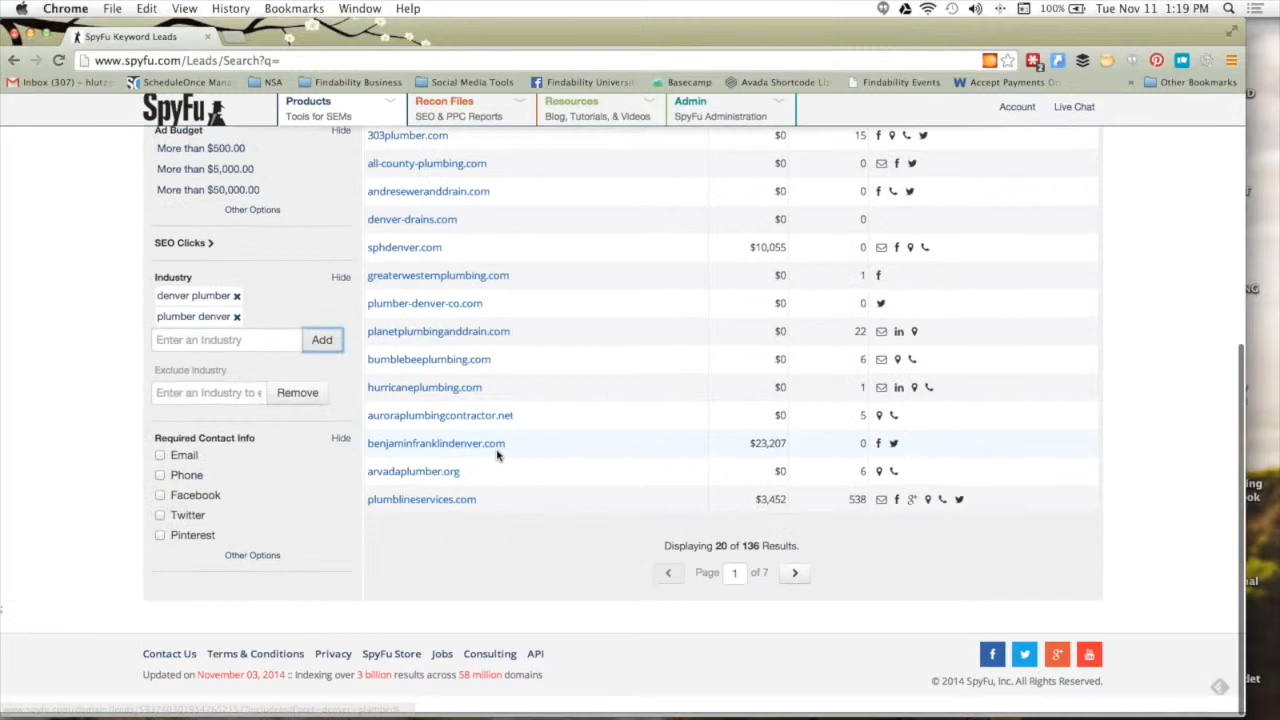 Chrome File Edit View History Bookmarks Window Help 100% Tue Nov 11 1:19 PM
SpyFu Keyword Leads
www.spyfu.com/Leads/Search?q=
Inbox (307) – hlutz ScheduleOnce Mana NSA Findability Business Social Media Tools Findability Universit Basecamp Avada Shortcode Li Findability Events Accept Payments On » Other Bookmarks
SpyFu Products Recon Files Resources Admin Account Live Chat
Tools for SEMs SEO & PPC Reports Blog, Tutorials, & Videos SpyFu Administration
Ad Budget Hide
More than $500.00
More than $5,000.00
More than $50,000.00
Other Options
SEO Clicks
Industry Hide
denver plumber ×
plumber denver ×
Enter an Industry Add
Exclude Industry
Enter an Industry to e Remove
Required Contact Info Hide
Email
Phone
Facebook
Twitter
Pinterest
Other Options
303plumber.com $0 15
all-county-plumbing.com $0 0
andreseweranddrain.com $0 0
denver-drains.com $0 0
sphdenver.com $10,055 0
greaterwesternplumbing.com $0 1
plumber-denver-co.com $0 0
planetplumbinganddrain.com $0 22
bumblebeeplumbing.com $0 6
hurricaneplumbing.com $0 1
auroraplumbingcontractor.net $0 5
benjaminfranklindenver.com $23,207 0
arvadaplumber.org $0 6
plumblineservices.com $3,452 538
Displaying 20 of 136 Results.
Page 1 of 7
Contact Us Terms & Conditions Privacy SpyFu Store Jobs Consulting API
Updated on November 03, 2014 :: Indexing over 3 billion results across 58 million domains
© 2014 SpyFu, Inc. All Rights Reserved.